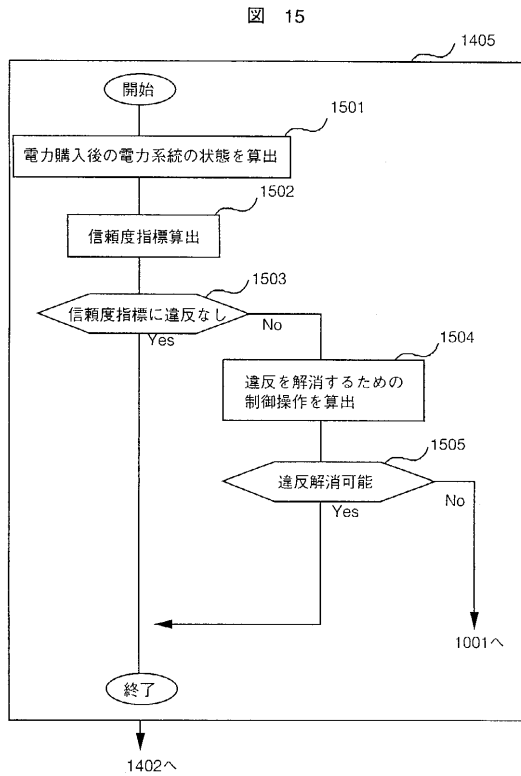 図 15
1405
開始
1501
電力購入後の電力系統の状態を算出
1502
信頼度指標算出
1503
信頼度指標に違反なし
No
Yes
1504
違反を解消するための
制御操作を算出
1505
違反解消可能
No
Yes
1001へ
終了
1402へ